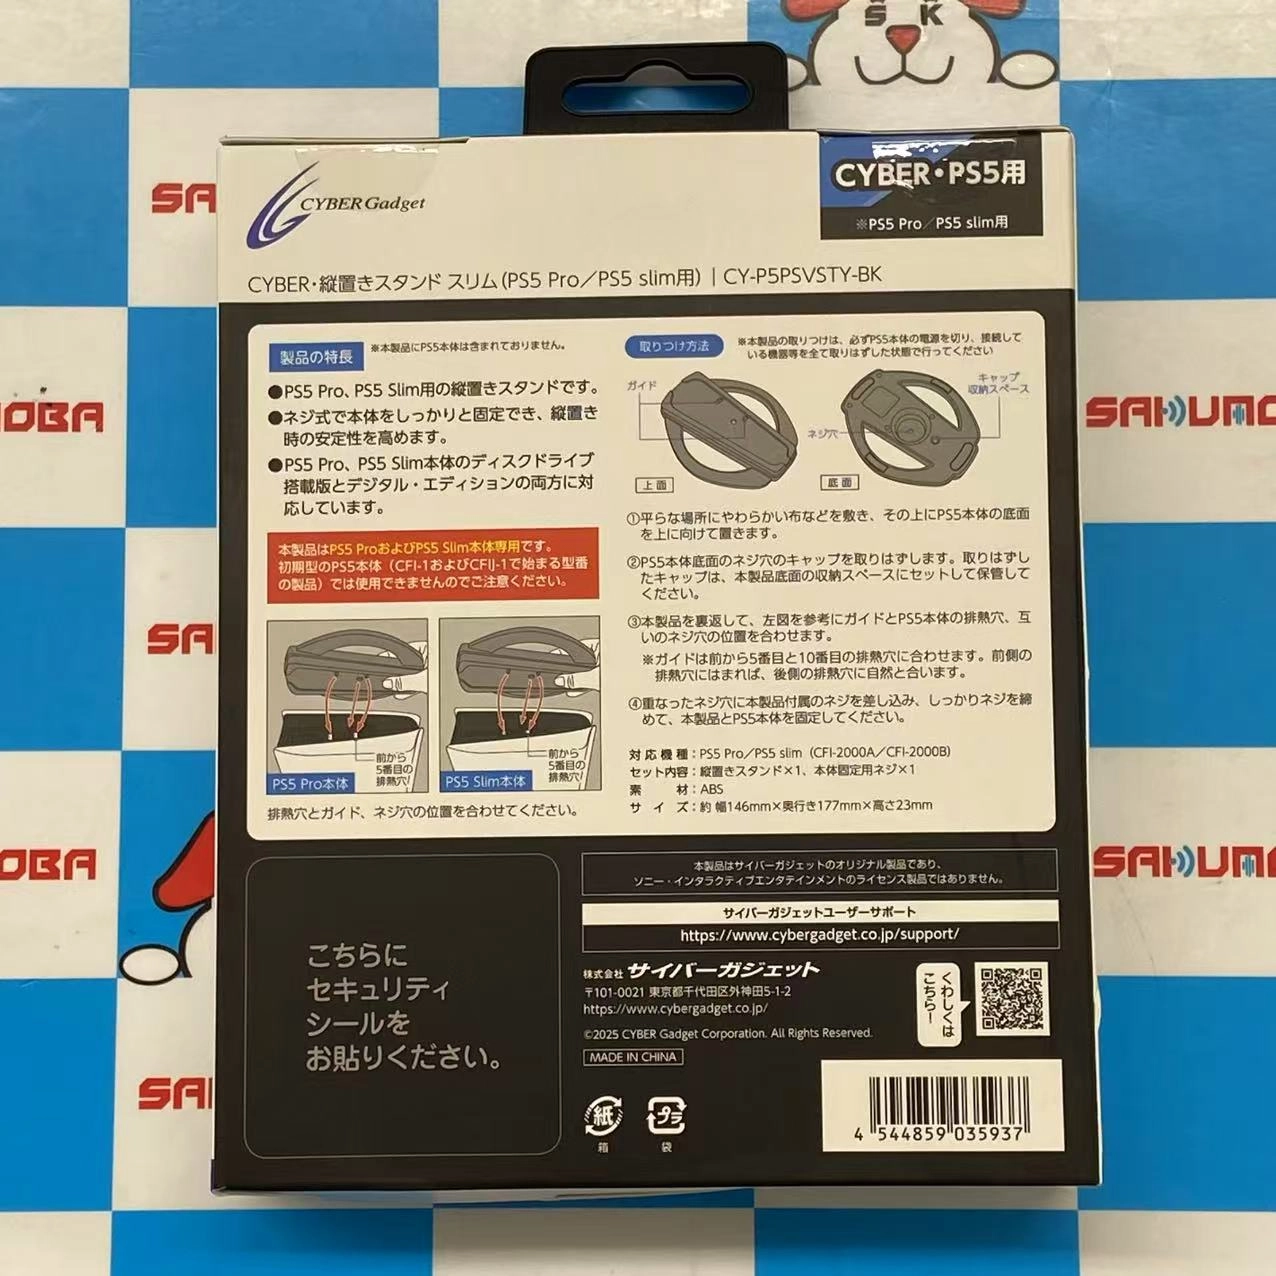 S K
CYBER Gadget
CYBER・PS5用
※PS5 Pro／PS5 slim用
CYBER・縦置きスタンド スリム（PS5 Pro／PS5 slim用）｜CY-P5PSVSTY-BK
製品の特長
※本製品にPS5本体は含まれておりません。
●PS5 Pro、PS5 Slim用の縦置きスタンドです。
●ネジ式で本体をしっかりと固定でき、縦置き
時の安定性を高めます。
●PS5 Pro、PS5 Slim本体のディスクドライブ
搭載版とデジタル・エディションの両方に対
応しています。
本製品はPS5 ProおよびPS5 Slim本体専用です。
初期型のPS5本体（CFI-1およびCFIJ-1で始まる型番
の製品）では使用できませんのでご注意ください。
前から
5番目の
排熱穴
PS5 Pro本体
前から
5番目の
排熱穴
PS5 Slim本体
排熱穴とガイド、ネジ穴の位置を合わせてください。
取りつけ方法
※本製品の取りつけは、必ずPS5本体の電源を切り、接続して
いる機器等を全て取りはずした状態で行ってください
ガイド
キャップ
収納スペース
ネジ穴
上面
底面
①平らな場所にやわらかい布などを敷き、その上にPS5本体の底面
を上に向けて置きます。
②PS5本体底面のネジ穴のキャップを取りはずします。取りはずし
たキャップは、本製品底面の収納スペースにセットして保管して
ください。
③本製品を裏返して、左図を参考にガイドとPS5本体の排熱穴、互
いのネジ穴の位置を合わせます。
※ガイドは前から5番目と10番目の排熱穴に合わせます。前側の
排熱穴にはまれば、後側の排熱穴に自然と合います。
④重なったネジ穴に本製品付属のネジを差し込み、しっかりネジを締
めて、本製品とPS5本体を固定してください。
対応機種：PS5 Pro／PS5 slim（CFI-2000A／CFI-2000B）
セット内容：縦置きスタンド×1、本体固定用ネジ×1
素　材：ABS
サイズ：約 幅146mm×奥行き177mm×高さ23mm
こちらに
セキュリティ
シールを
お貼りください。
本製品はサイバーガジェットのオリジナル製品であり、
ソニー・インタラクティブエンタテインメントのライセンス製品ではありません。
サイバーガジェットユーザーサポート
https://www.cybergadget.co.jp/support/
株式会社 サイバーガジェット
〒101-0021 東京都千代田区外神田5-1-2
https://www.cybergadget.co.jp/
©2025 CYBER Gadget Corporation. All Rights Reserved.
MADE IN CHINA
くわしくは
こちら！
紙
箱
プラ
袋
4 544859 035937
SA
OBA
SAKUMO
SA
OBA
SAKUMO
SA